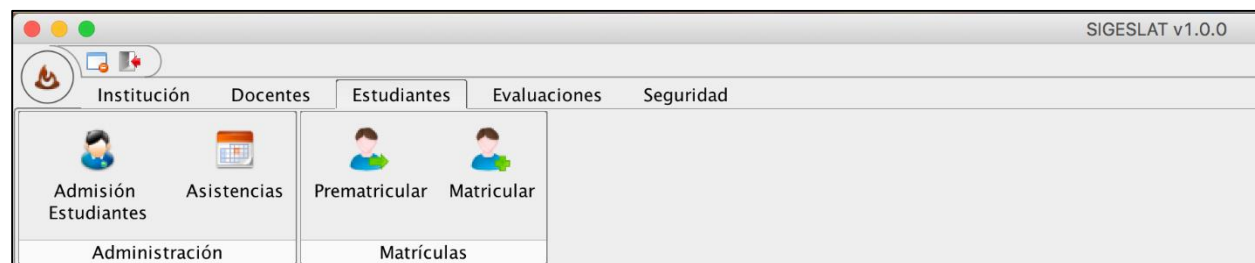 SIGESLAT v1.0.0
Institución Docentes Estudiantes Evaluaciones Seguridad
Admisión Estudiantes
Asistencias
Prematricular
Matricular
Administración
Matrículas